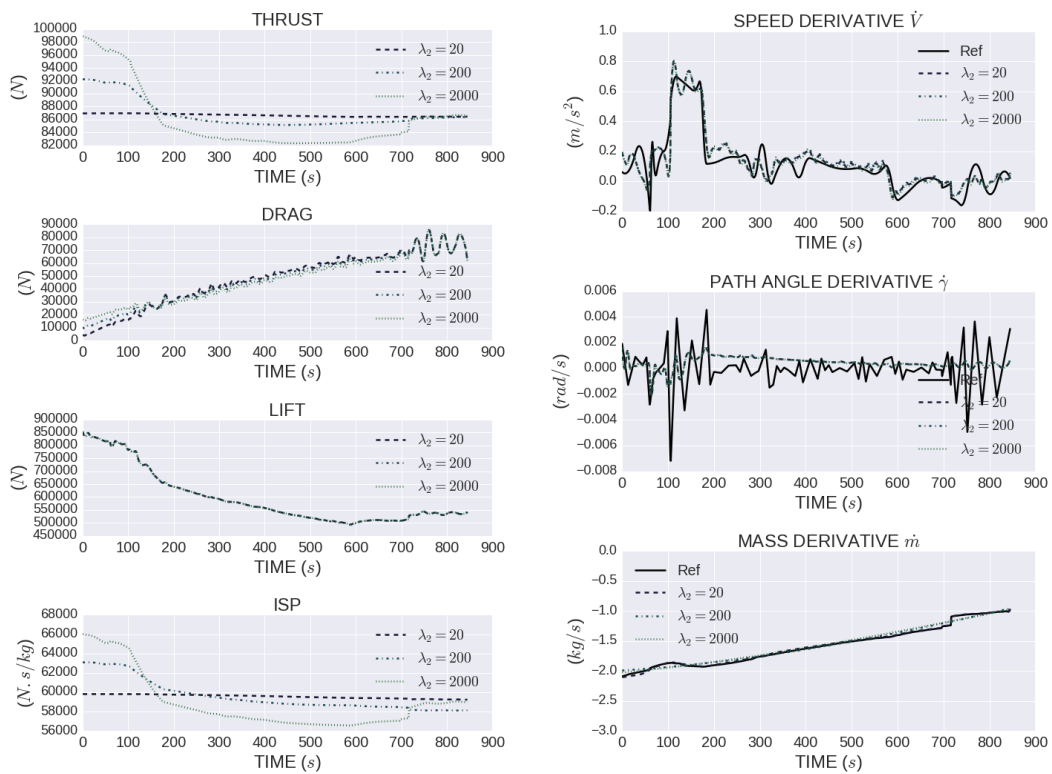 THRUST
(N)
100000
98000
96000
94000
92000
90000
88000
86000
84000
82000
λ₂ = 20
λ₂ = 200
λ₂ = 2000
0 100 200 300 400 500 600 700 800 900
TIME (s)
DRAG
(N)
90000
80000
70000
60000
50000
40000
30000
20000
10000
0
λ₂ = 20
λ₂ = 200
λ₂ = 2000
0 100 200 300 400 500 600 700 800 900
TIME (s)
LIFT
(N)
900000
850000
800000
750000
700000
650000
600000
550000
500000
450000
λ₂ = 20
λ₂ = 200
λ₂ = 2000
0 100 200 300 400 500 600 700 800 900
TIME (s)
ISP
(N. s/kg)
68000
66000
64000
62000
60000
58000
56000
λ₂ = 20
λ₂ = 200
λ₂ = 2000
0 100 200 300 400 500 600 700 800 900
TIME (s)
SPEED DERIVATIVE V̇
(m/s²)
1.0
0.8
0.6
0.4
0.2
0.0
−0.2
Ref
λ₂ = 20
λ₂ = 200
λ₂ = 2000
0 100 200 300 400 500 600 700 800 900
TIME (s)
PATH ANGLE DERIVATIVE γ̇
(rad/s)
0.006
0.004
0.002
0.000
−0.002
−0.004
−0.006
−0.008
Ref
λ₂ = 20
λ₂ = 200
λ₂ = 2000
0 100 200 300 400 500 600 700 800 900
TIME (s)
MASS DERIVATIVE ṁ
(kg/s)
0.0
−0.5
−1.0
−1.5
−2.0
−2.5
−3.0
Ref
λ₂ = 20
λ₂ = 200
λ₂ = 2000
0 100 200 300 400 500 600 700 800 900
TIME (s)